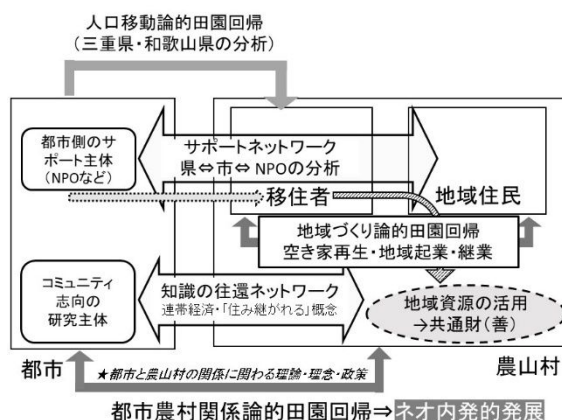 人口移動論的田園回帰
(三重県・和歌山県の分析)
都市側のサ
ポート主体
(NPOなど)
サポートネットワーク
県⇔市⇔NPOの分析
移住者
地域住民
地域づくり論的田園回帰
空き家再生・地域起業・継業
コミュニティ
志向の
研究主体
知識の往還ネットワーク
連帯経済・「住み継がれる」概念
地域資源の活用
→共通財(善)
都市
農山村
★都市と農山村の関係に関わる理論・理念・政策
都市農村関係論的田園回帰⇒ネオ内発的発展